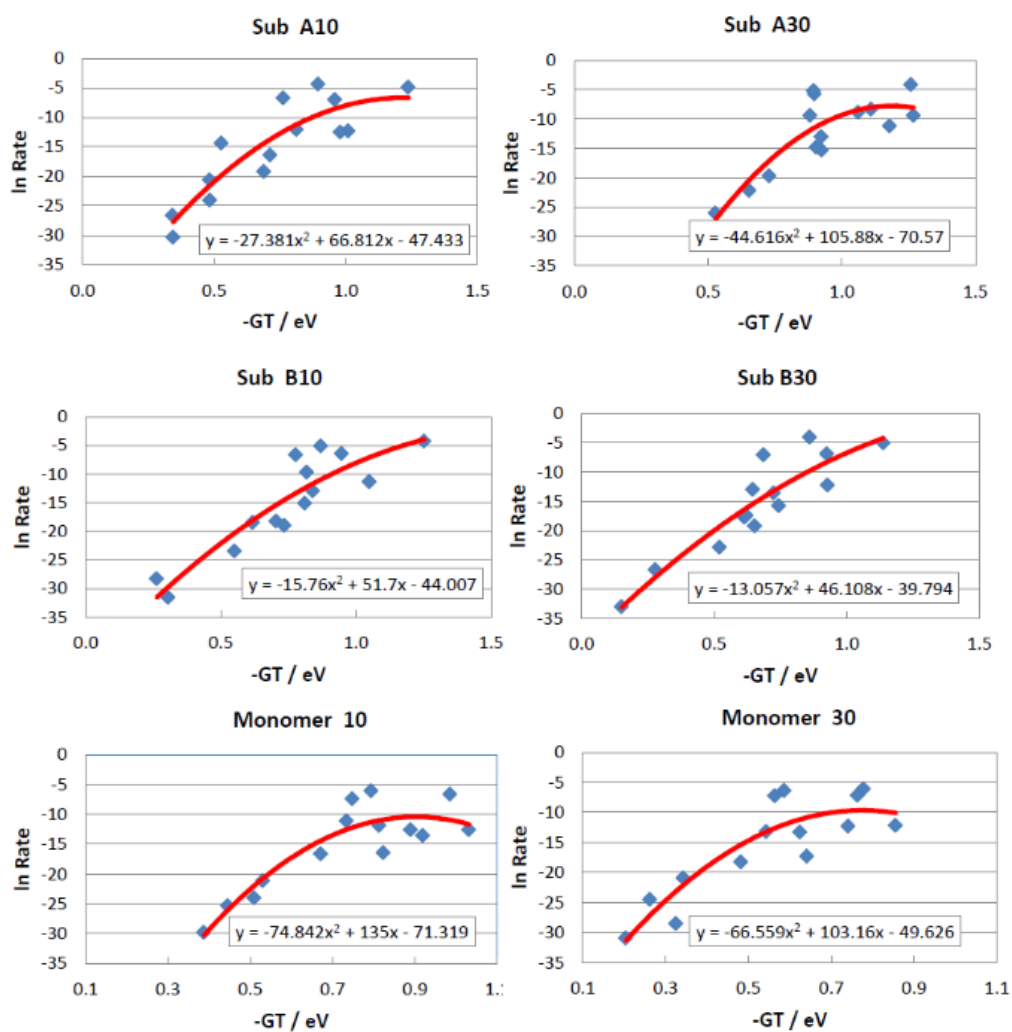 Sub A10
0
-5
-10
-15
-20
-25
-30
-35
ln Rate
y = -27.381x² + 66.812x - 47.433
0.0 0.5 1.0 1.5
-GT / eV
Sub A30
0
-5
-10
-15
-20
-25
-30
-35
ln Rate
y = -44.616x² + 105.88x - 70.57
0.0 0.5 1.0 1.5
-GT / eV
Sub B10
0
-5
-10
-15
-20
-25
-30
-35
ln Rate
y = -15.76x² + 51.7x - 44.007
0.0 0.5 1.0 1.5
-GT / eV
Sub B30
0
-5
-10
-15
-20
-25
-30
-35
ln Rate
y = -13.057x² + 46.108x - 39.794
0.0 0.5 1.0 1.5
-GT / eV
Monomer 10
0
-5
-10
-15
-20
-25
-30
-35
ln Rate
y = -74.842x² + 135x - 71.319
0.1 0.3 0.5 0.7 0.9 1.1
-GT / eV
Monomer 30
0
-5
-10
-15
-20
-25
-30
-35
ln Rate
y = -66.559x² + 103.16x - 49.626
0.1 0.3 0.5 0.7 0.9 1.1
-GT / eV